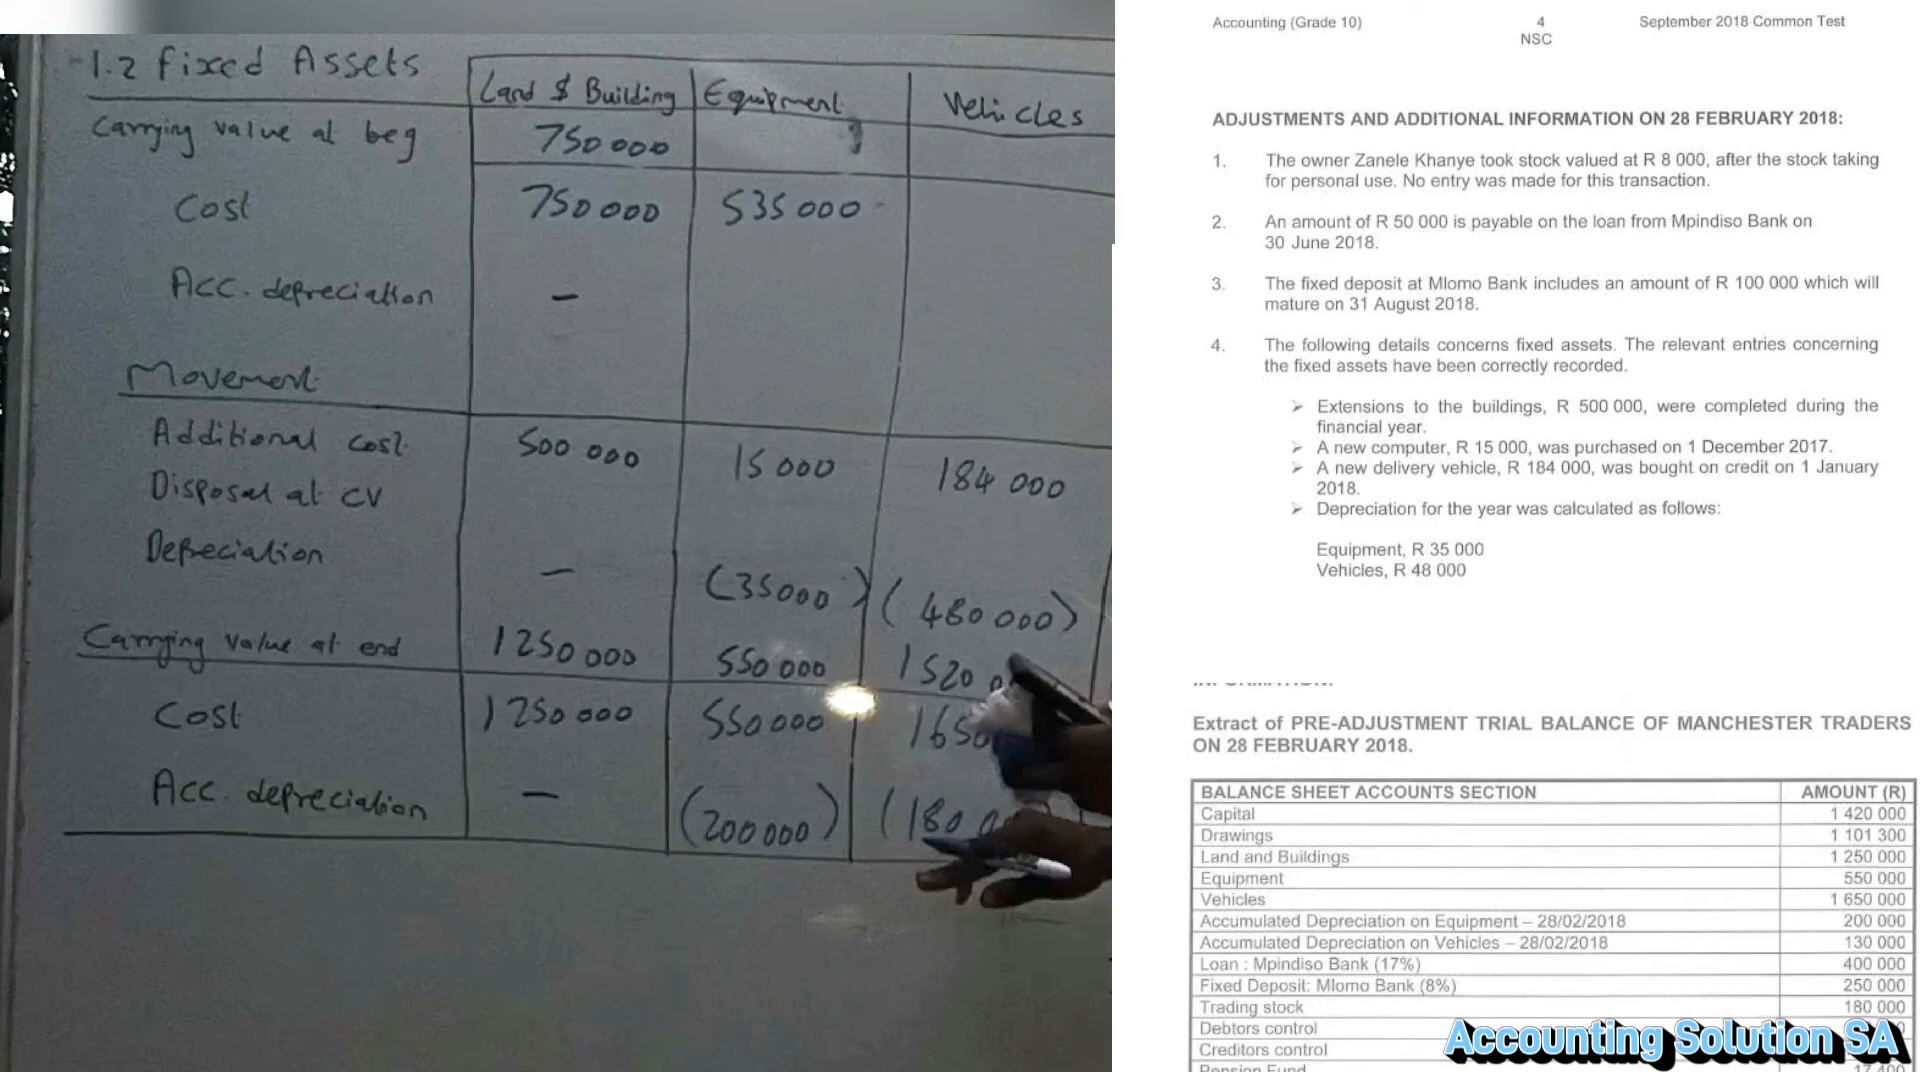 1.2 Fixed Assets
Land $ Building Equipment Vehicles
Carrying value at beg 750 000
Cost 750 000 535 000
Acc. depreciation –
Movement
Additional cost 500 000 15 000 184 000
Disposal at CV
Depreciation – (35000) (480 000)
Carrying value at end 1250 000 550 000 1520
Cost 1250 000 550 000 1650
Acc. depreciation – (200 000) (180
Accounting (Grade 10) 4 September 2018 Common Test
NSC
ADJUSTMENTS AND ADDITIONAL INFORMATION ON 28 FEBRUARY 2018:
1. The owner Zanele Khanye took stock valued at R 8 000, after the stock taking
for personal use. No entry was made for this transaction.
2. An amount of R 50 000 is payable on the loan from Mpindiso Bank on
30 June 2018.
3. The fixed deposit at Mlomo Bank includes an amount of R 100 000 which will
mature on 31 August 2018.
4. The following details concerns fixed assets. The relevant entries concerning
the fixed assets have been correctly recorded.
➢ Extensions to the buildings, R 500 000, were completed during the
financial year.
➢ A new computer, R 15 000, was purchased on 1 December 2017.
➢ A new delivery vehicle, R 184 000, was bought on credit on 1 January
2018.
➢ Depreciation for the year was calculated as follows:
Equipment, R 35 000
Vehicles, R 48 000
Extract of PRE-ADJUSTMENT TRIAL BALANCE OF MANCHESTER TRADERS
ON 28 FEBRUARY 2018.
BALANCE SHEET ACCOUNTS SECTION AMOUNT (R)
Capital 1 420 000
Drawings 1 101 300
Land and Buildings 1 250 000
Equipment 550 000
Vehicles 1 650 000
Accumulated Depreciation on Equipment – 28/02/2018 200 000
Accumulated Depreciation on Vehicles – 28/02/2018 130 000
Loan : Mpindiso Bank (17%) 400 000
Fixed Deposit: Mlomo Bank (8%) 250 000
Trading stock 180 000
Debtors control
Creditors control
Pension Fund 17 400
Accounting Solution SA